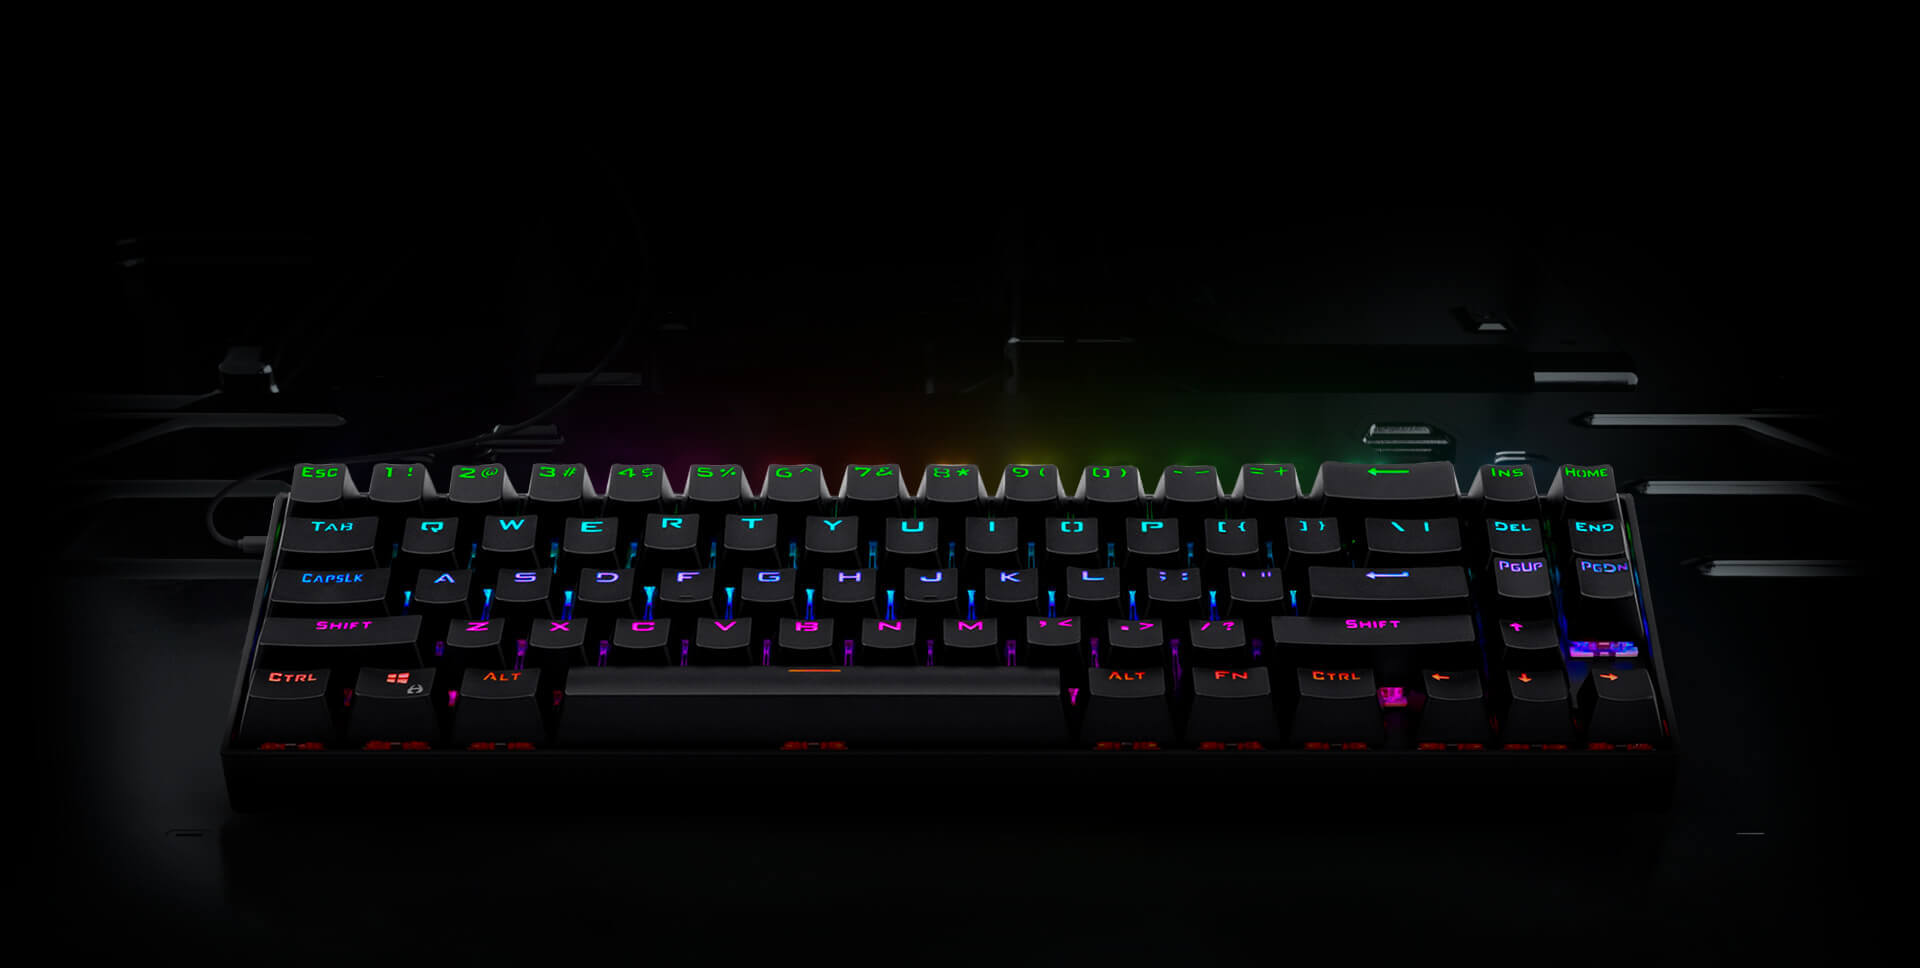 ESC 1 ! 2 @ 3 # 4 $ 5 % 6 ^ 7 & 8 * 9 ( 0 ) - – = + ← INS HOME
TAB Q W E R T Y U I O P [ { ] } \ | DEL END
CAPSLK A S D F G H J K L ; : ' " ↵ PGUP PGDN
SHIFT Z X C V B N M , < . > / ? SHIFT ↑
CTRL ALT ALT FN CTRL ← ↓ →